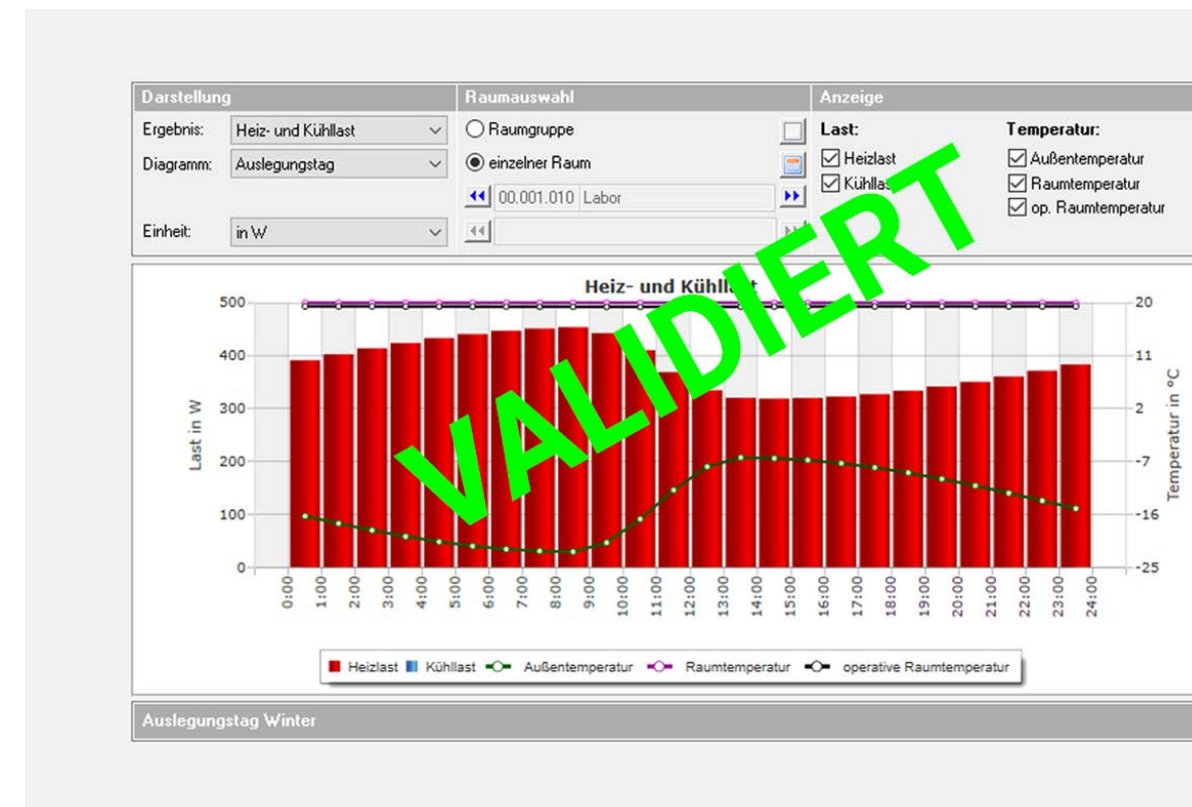 Darstellung
Raumauswahl
Anzeige
Ergebnis:
Heiz- und Kühllast
Raumgruppe
Last:
Temperatur:
Diagramm:
Auslegungstag
einzelner Raum
Heizlast
Außentemperatur
Kühllast
Raumtemperatur
00.001.010
Labor
op. Raumtemperatur
Einheit:
in W
VALIDIERT
Heiz- und Kühllast
500
400
300
200
100
0
Last in W
20
11
2
-7
-16
-25
Temperatur in °C
0:00
1:00
2:00
3:00
4:00
5:00
6:00
7:00
8:00
9:00
10:00
11:00
12:00
13:00
14:00
15:00
16:00
17:00
18:00
19:00
20:00
21:00
22:00
23:00
24:00
Heizlast Kühllast Außentemperatur Raumtemperatur operative Raumtemperatur
Auslegungstag Winter